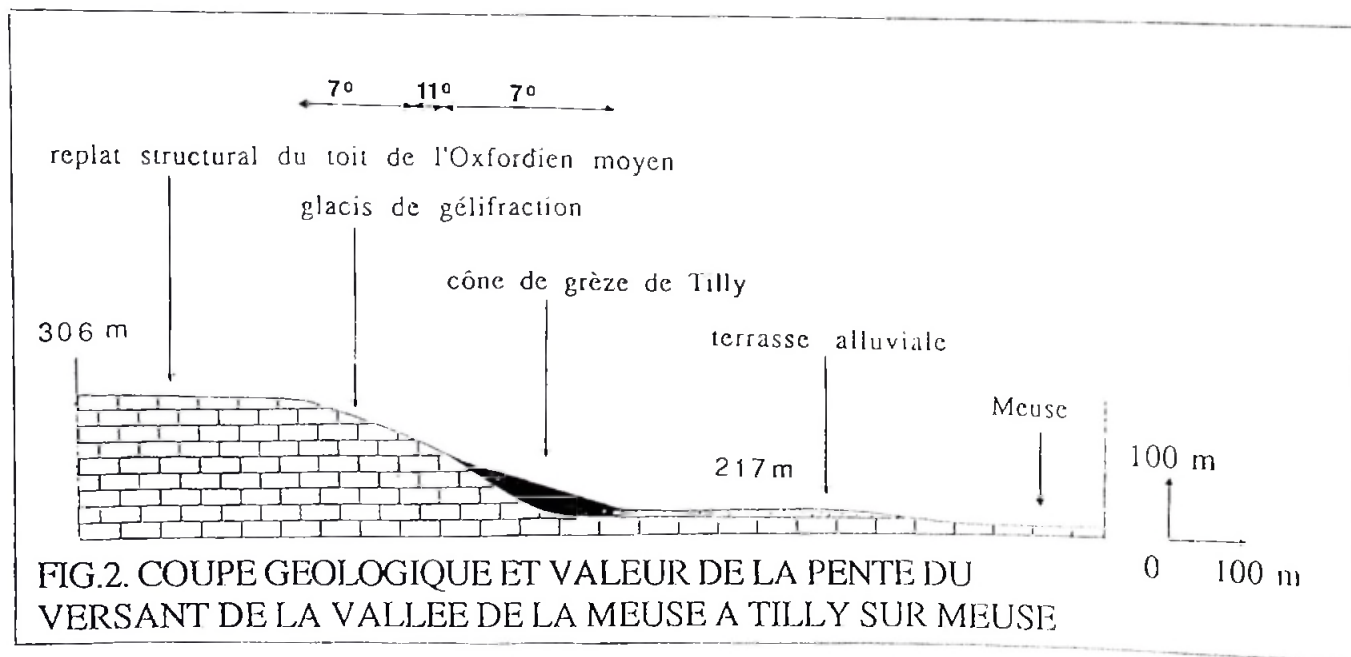 7° 11° 7°
replat structural du toit de l'Oxfordien moyen
glacis de gélifraction
cône de grèze de Tilly
306 m
terrasse alluviale
Meuse
217 m
100 m
0 100 m
FIG.2. COUPE GEOLOGIQUE ET VALEUR DE LA PENTE DU
VERSANT DE LA VALLEE DE LA MEUSE A TILLY SUR MEUSE